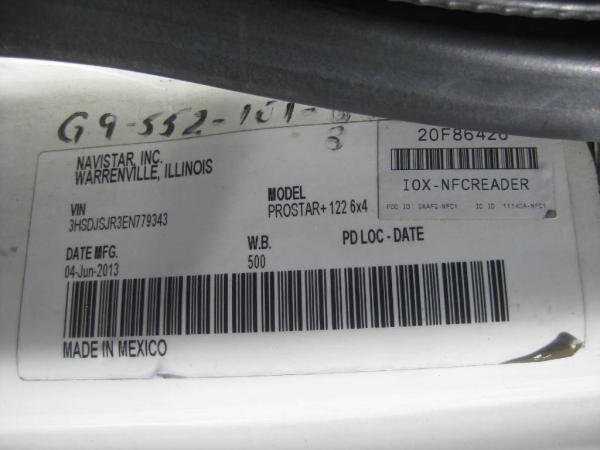 G9-552-101-
8
20F86420
IOX-NFCREADER
NAVISTAR, INC.
WARRENVILLE, ILLINOIS
VIN
3HSDJSJR3EN779343
MODEL
PROSTAR+ 122 6x4
DATE MFG.
04-Jun-2013
W.B.
500
PD LOC - DATE
MADE IN MEXICO